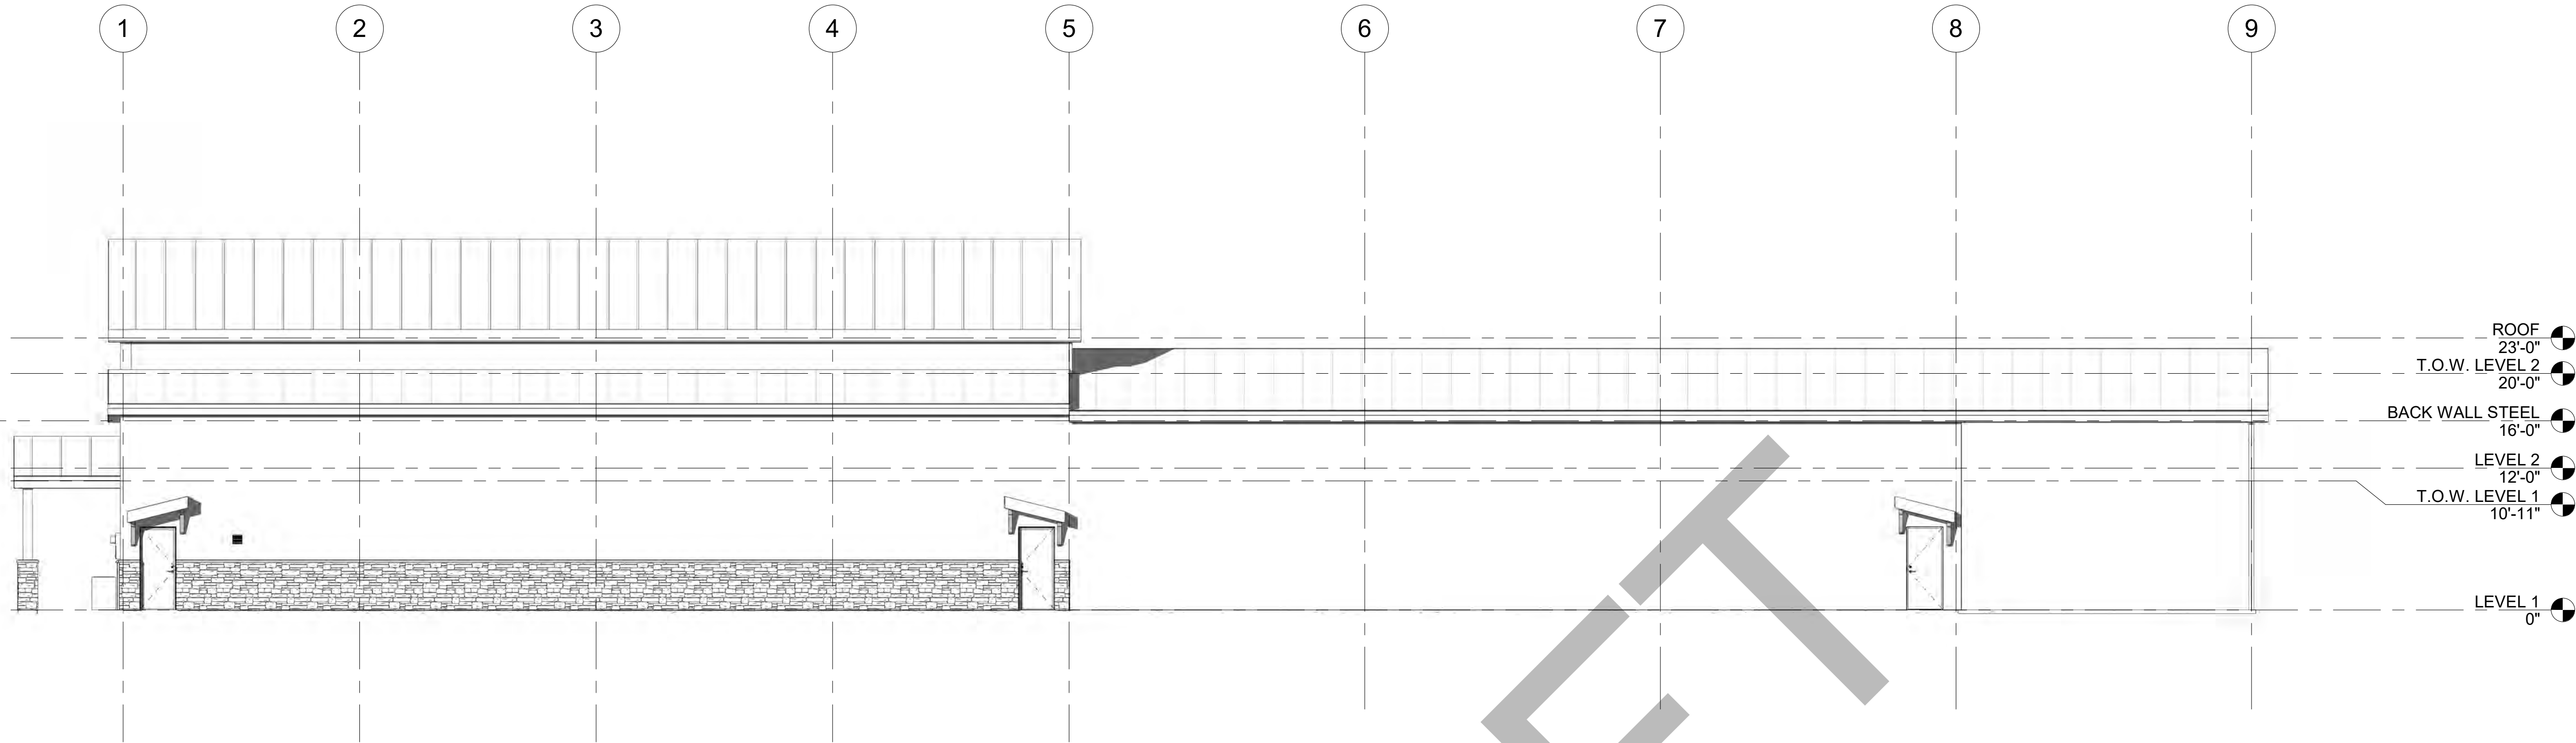 1 2 3 4 5 6 7 8 9
ROOF
23'-0"
T.O.W. LEVEL 2
20'-0"
BACK WALL STEEL
16'-0"
LEVEL 2
12'-0"
T.O.W. LEVEL 1
10'-11"
LEVEL 1
0"
ET